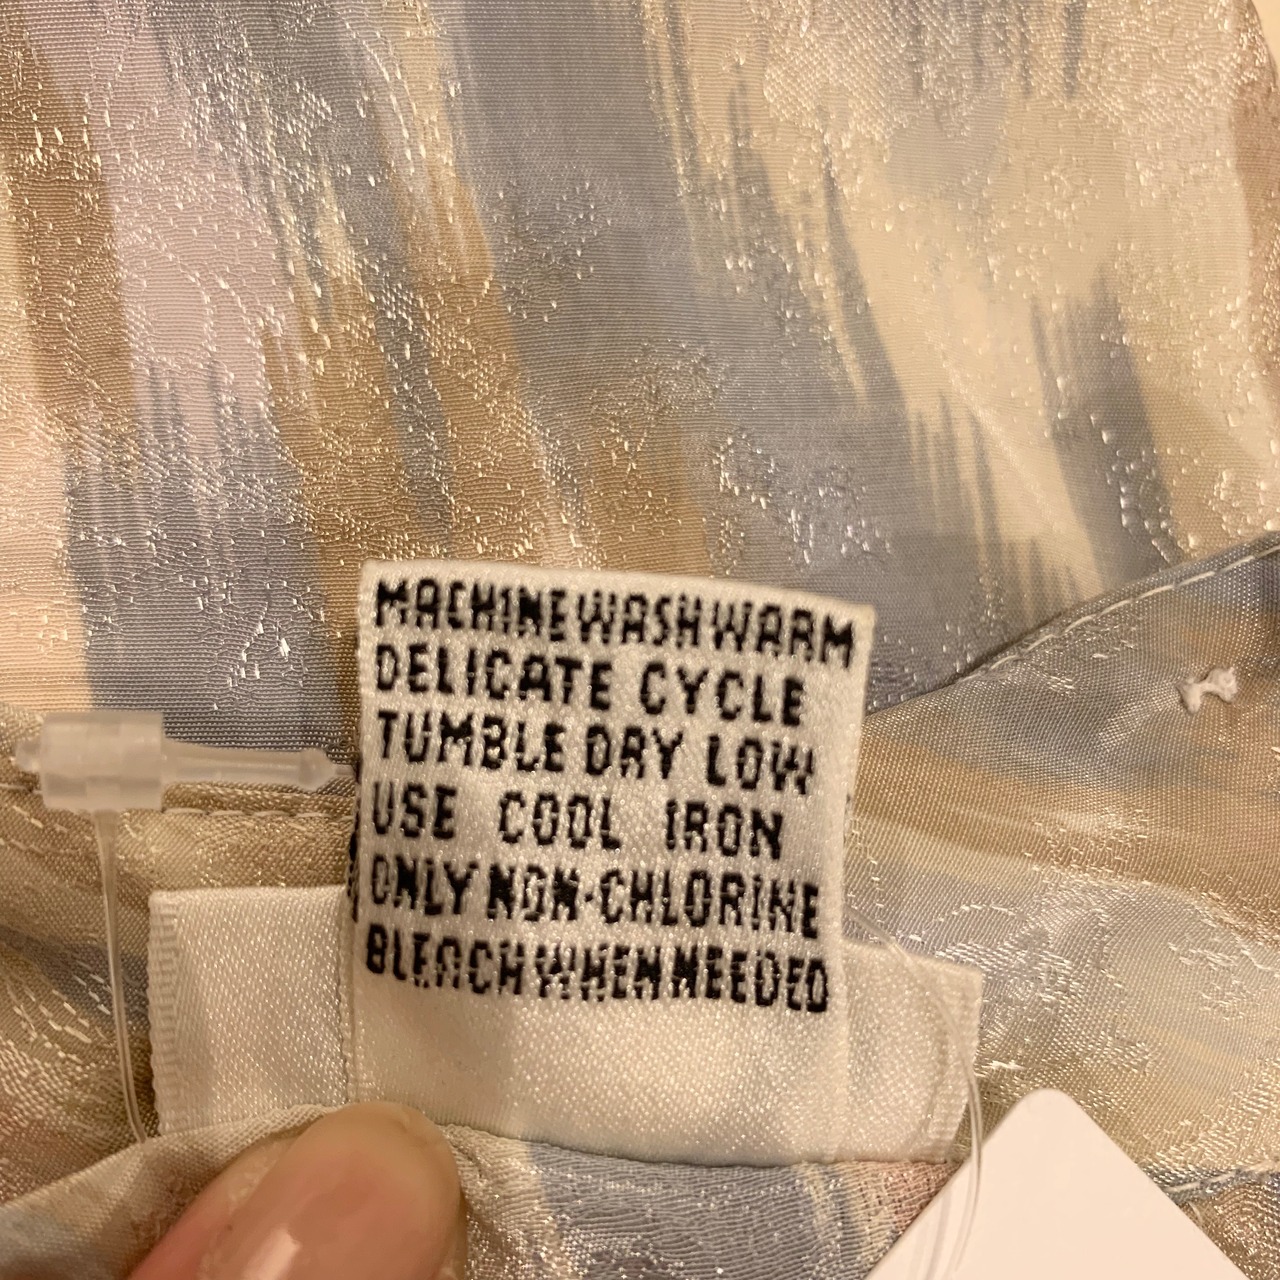 MACHINE WASH WARM
DELICATE CYCLE
TUMBLE DRY LOW
USE COOL IRON
ONLY NON-CHLORINE
BLEACH WHEN NEEDED